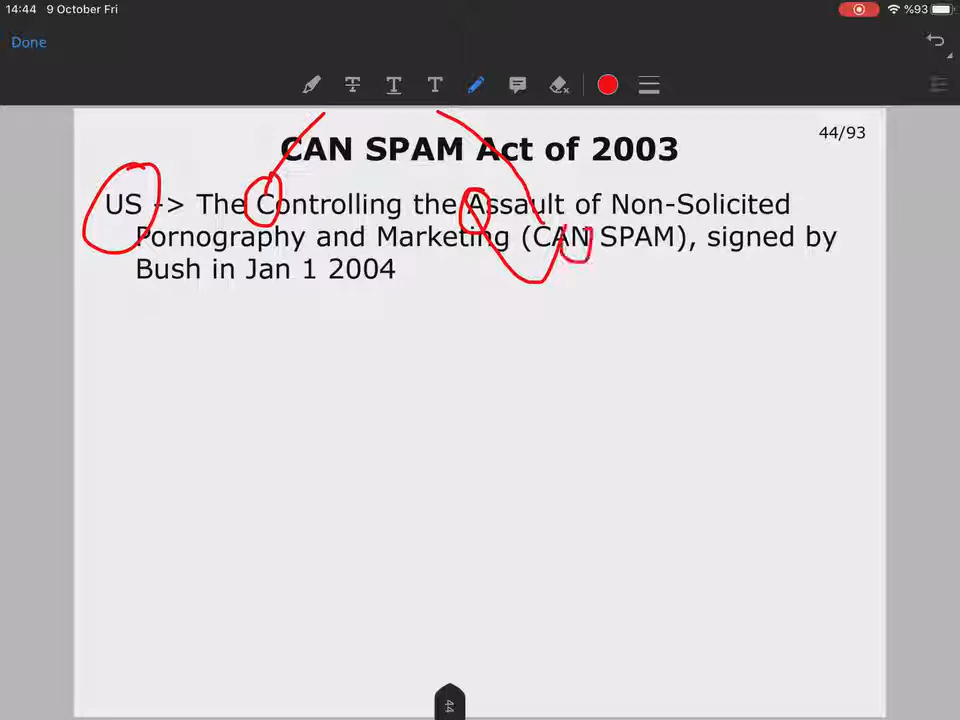 14:44 9 October Fri %93
Done
44/93
CAN SPAM Act of 2003
US -> The Controlling the Assault of Non-Solicited
Pornography and Marketing (CAN SPAM), signed by
Bush in Jan 1 2004
44